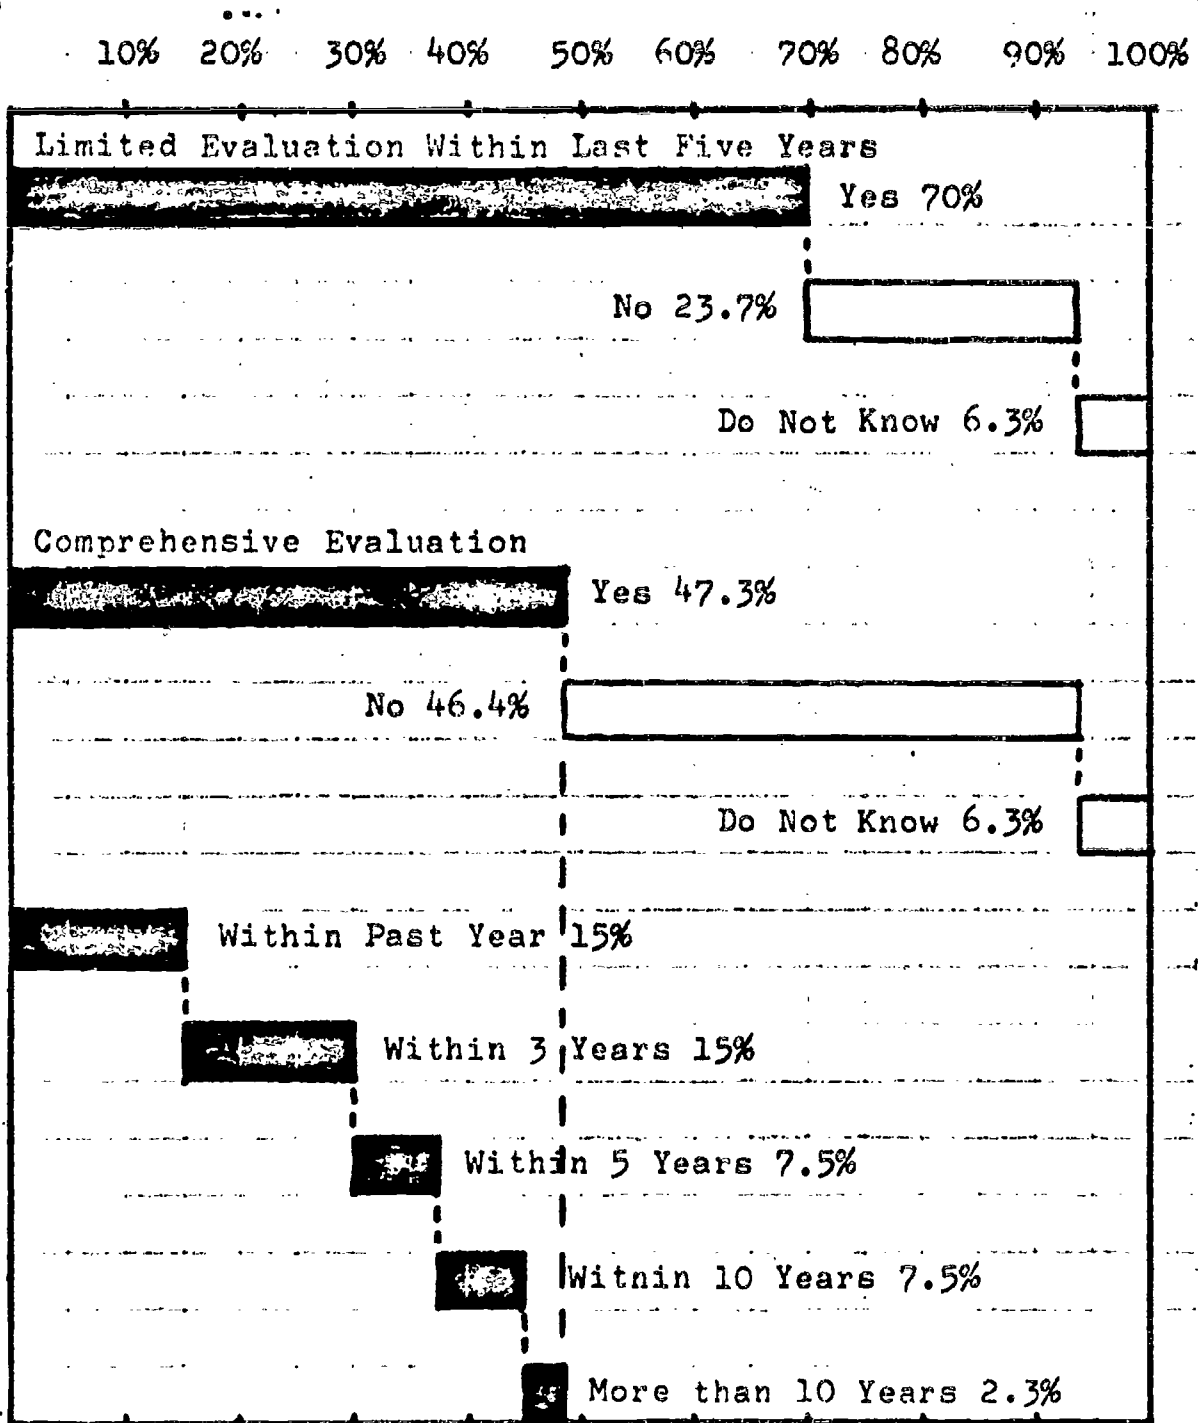 10% 20% 30% 40% 50% 60% 70% 80% 90% 100%
Limited Evaluation Within Last Five Years
Yes 70%
No 23.7%
Do Not Know 6.3%
Comprehensive Evaluation
Yes 47.3%
No 46.4%
Do Not Know 6.3%
Within Past Year 15%
Within 3 Years 15%
Within 5 Years 7.5%
Witnin 10 Years 7.5%
More than 10 Years 2.3%